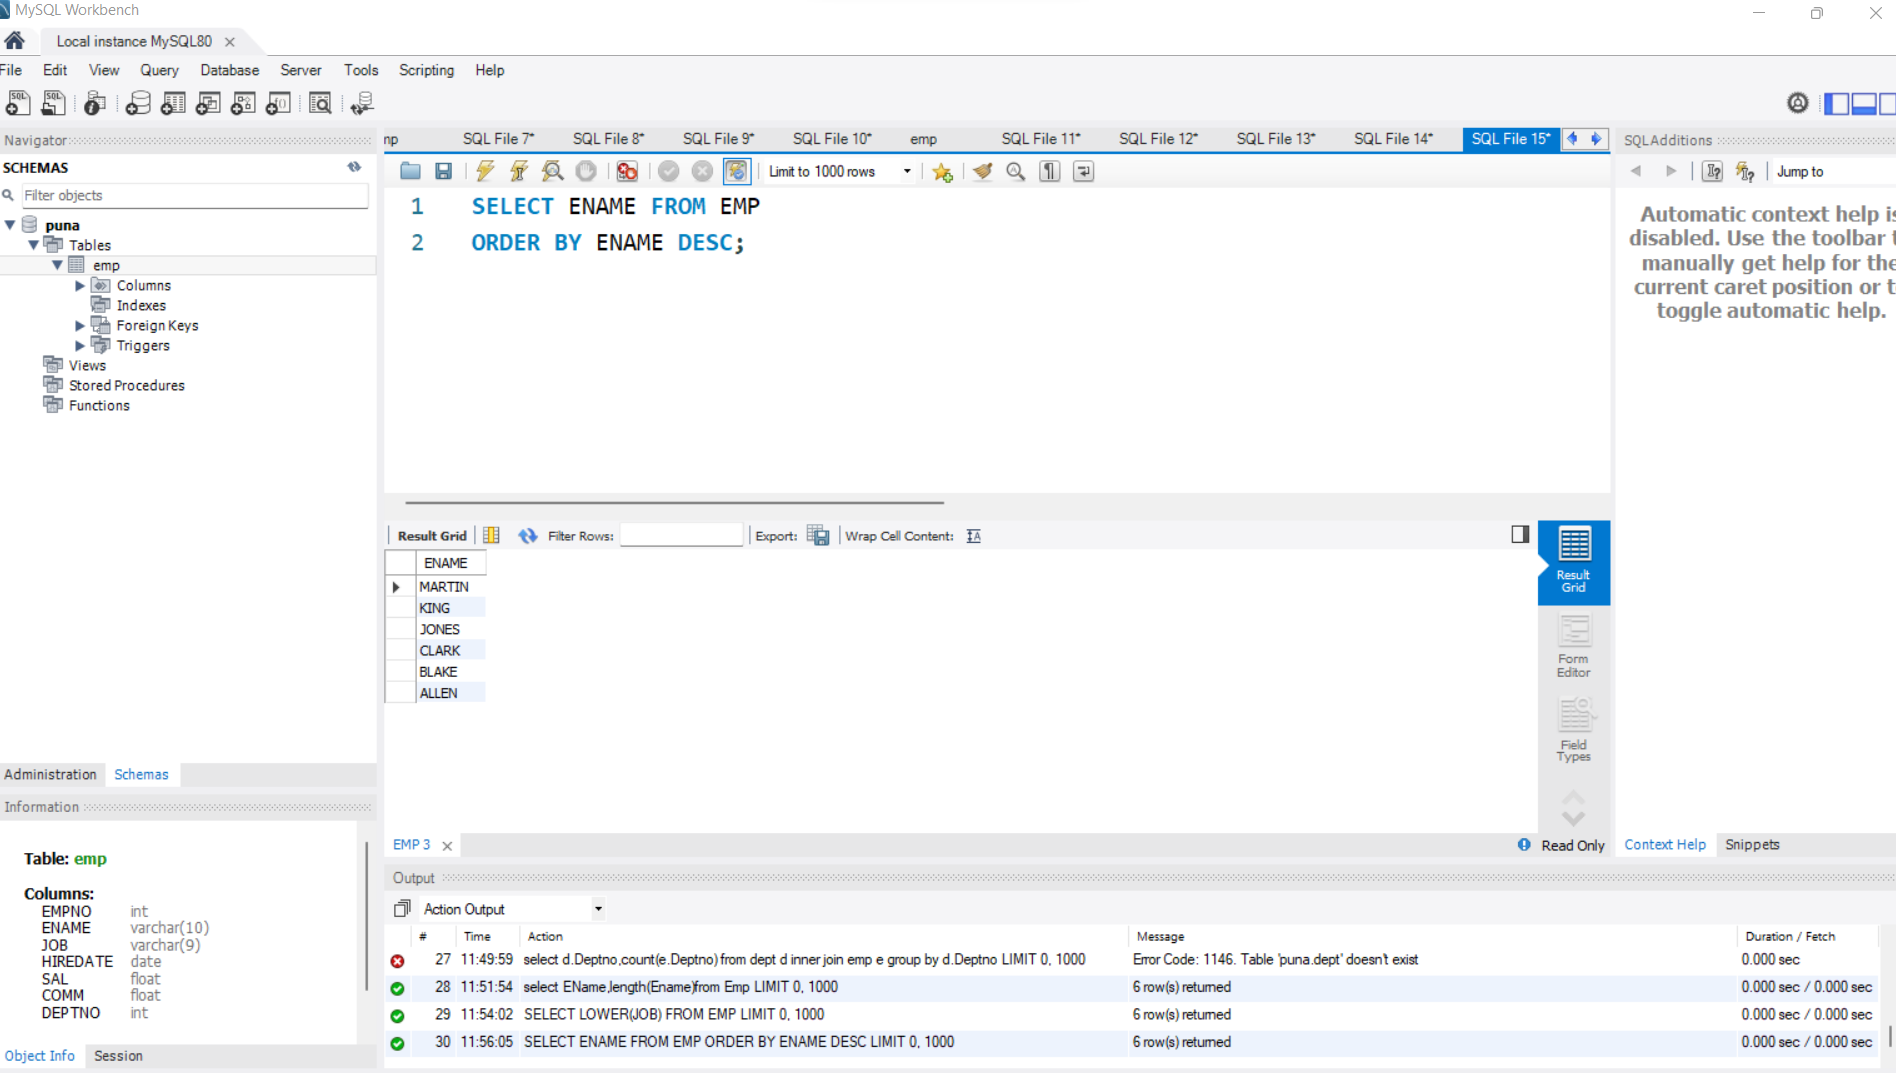 MySQL Workbench
Local instance MySQL80
File Edit View Query Database Server Tools Scripting Help
Navigator
SCHEMAS
Filter objects
puna
Tables
emp
Columns
Indexes
Foreign Keys
Triggers
Views
Stored Procedures
Functions
Administration Schemas
Information
Table: emp
Columns:
EMPNO int
ENAME varchar(10)
JOB varchar(9)
HIREDATE date
SAL float
COMM float
DEPTNO int
Object Info Session
mp SQL File 7* SQL File 8* SQL File 9* SQL File 10* emp SQL File 11* SQL File 12* SQL File 13* SQL File 14* SQL File 15*
Limit to 1000 rows
1 SELECT ENAME FROM EMP
2 ORDER BY ENAME DESC;
Result Grid Filter Rows: Export: Wrap Cell Content:
ENAME
MARTIN
KING
JONES
CLARK
BLAKE
ALLEN
Result
Grid
Form
Editor
Field
Types
EMP 3 Read Only
SQLAdditions
Jump to
Automatic context help is
disabled. Use the toolbar t
manually get help for the
current caret position or t
toggle automatic help.
Context Help Snippets
Output
Action Output
# Time Action Message Duration / Fetch
27 11:49:59 select d.Deptno,count(e.Deptno) from dept d inner join emp e group by d.Deptno LIMIT 0, 1000 Error Code: 1146. Table 'puna.dept' doesn't exist 0.000 sec
28 11:51:54 select EName,length(Ename)from Emp LIMIT 0, 1000 6 row(s) returned 0.000 sec / 0.000 sec
29 11:54:02 SELECT LOWER(JOB) FROM EMP LIMIT 0, 1000 6 row(s) returned 0.000 sec / 0.000 sec
30 11:56:05 SELECT ENAME FROM EMP ORDER BY ENAME DESC LIMIT 0, 1000 6 row(s) returned 0.000 sec / 0.000 sec